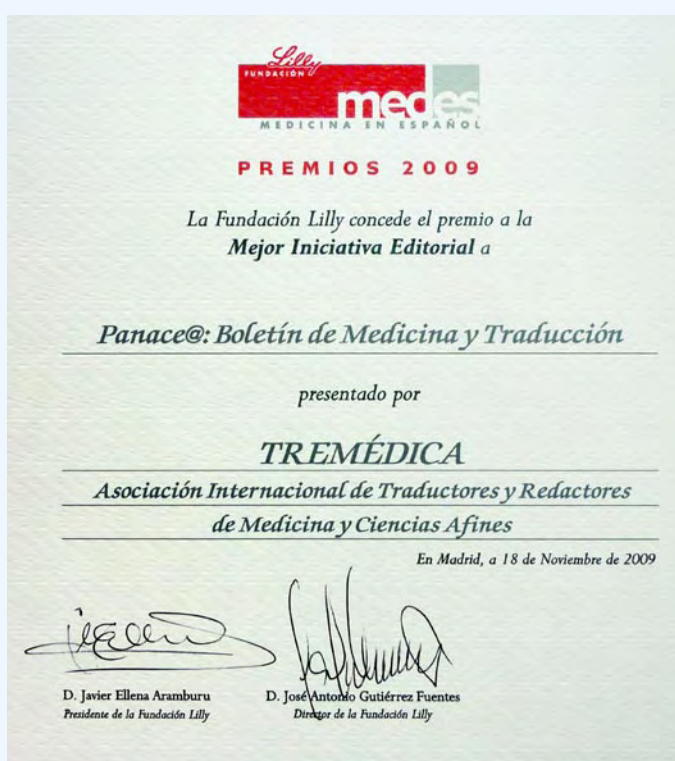 Lilly
FUNDACIÓN
medes
MEDICINA EN ESPAÑOL
PREMIOS 2009
La Fundación Lilly concede el premio a la
Mejor Iniciativa Editorial a
Panace@: Boletín de Medicina y Traducción
presentado por
TREMÉDICA
Asociación Internacional de Traductores y Redactores
de Medicina y Ciencias Afines
En Madrid, a 18 de Noviembre de 2009
D. Javier Ellena Aramburu
Presidente de la Fundación Lilly
D. José Antonio Gutiérrez Fuentes
Director de la Fundación Lilly